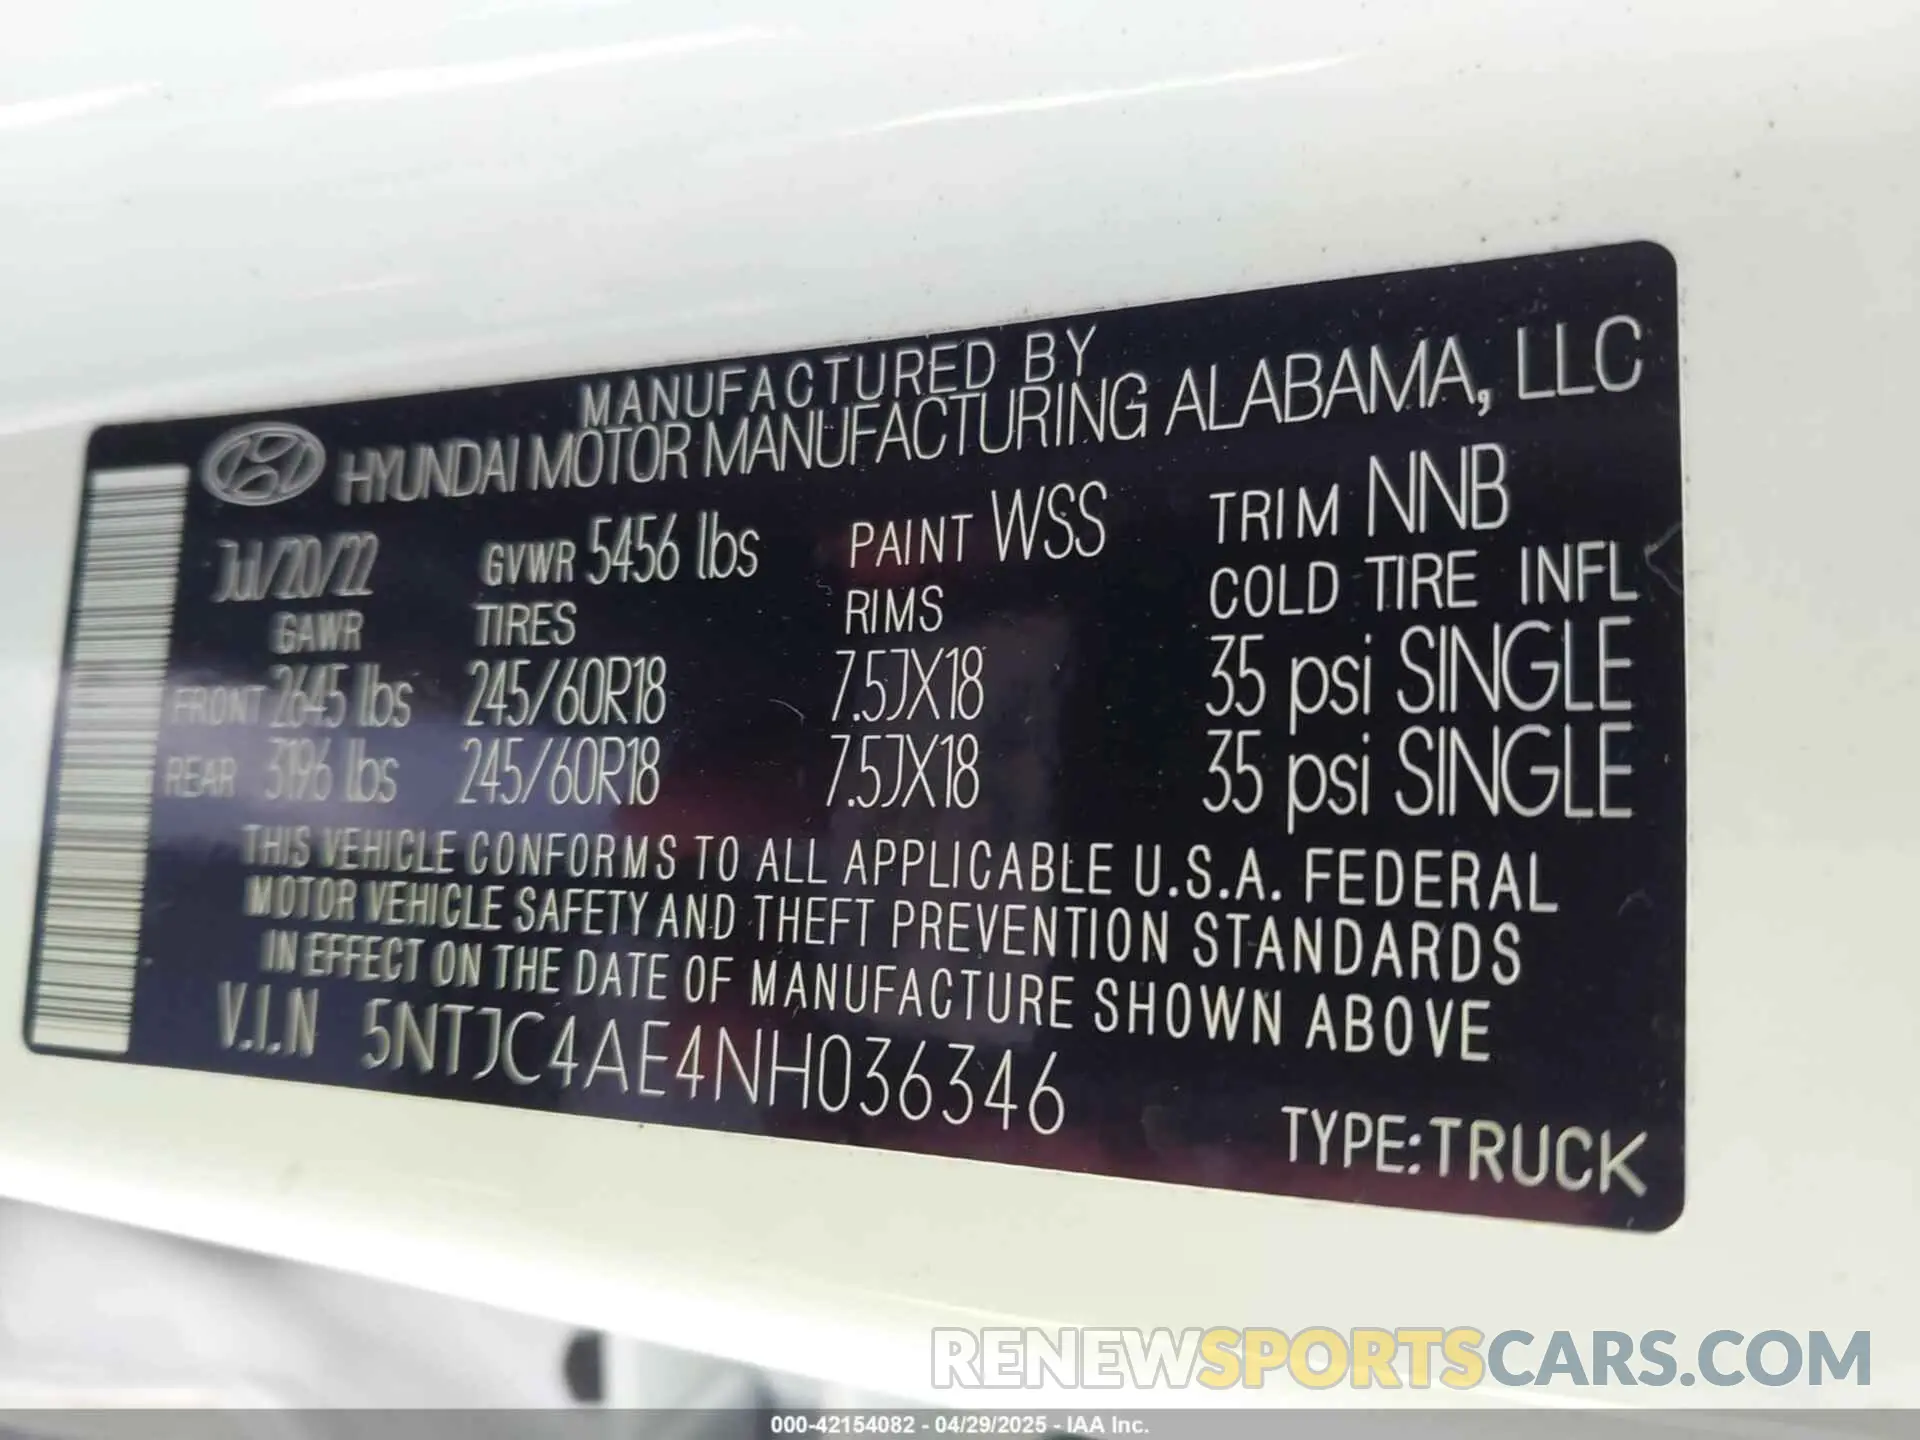 MANUFACTURED BY
HYUNDAI MOTOR MANUFACTURING ALABAMA, LLC
Jul/20/22 GVWR 5456 lbs PAINT WSS TRIM NNB
GAWR TIRES RIMS COLD TIRE INFL
FRONT 2645 lbs 245/60R18 7.5JX18 35 psi SINGLE
REAR 3196 lbs 245/60R18 7.5JX18 35 psi SINGLE
THIS VEHICLE CONFORMS TO ALL APPLICABLE U.S.A. FEDERAL
MOTOR VEHICLE SAFETY AND THEFT PREVENTION STANDARDS
IN EFFECT ON THE DATE OF MANUFACTURE SHOWN ABOVE
V.I.N 5NTJC4AE4NH036346
TYPE:TRUCK
RENEWSPORTSCARS.COM
000-42154082 - 04/29/2025 - IAA Inc.